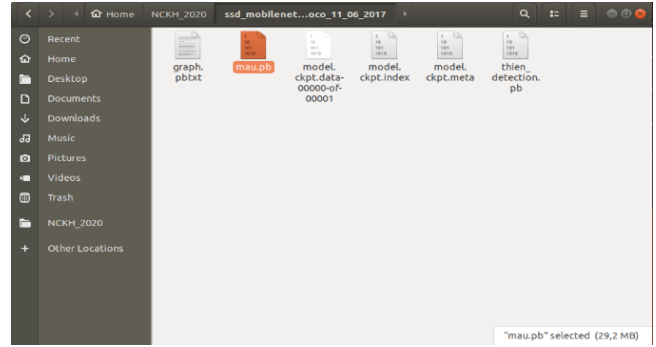 Home NCKH_2020 ssd_mobilenet...oco_11_06_2017
Recent
Home
Desktop
Documents
Downloads
Music
Pictures
Videos
Trash
NCKH_2020
Other Locations
graph.
pbtxt
mau.pb
model.
ckpt.data-
00000-of-
00001
model.
ckpt.index
model.
ckpt.meta
thien_
detection.
pb
"mau.pb" selected (29,2 MB)